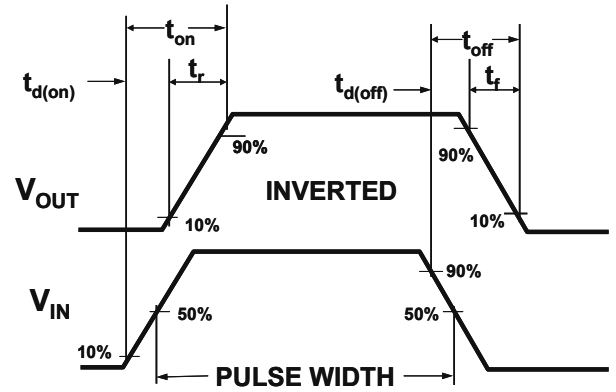 t_on
t_off
t_d(on)
t_r
t_d(off)
t_f
90%
90%
V_OUT
INVERTED
10%
10%
90%
V_IN
50%
50%
10%
PULSE WIDTH